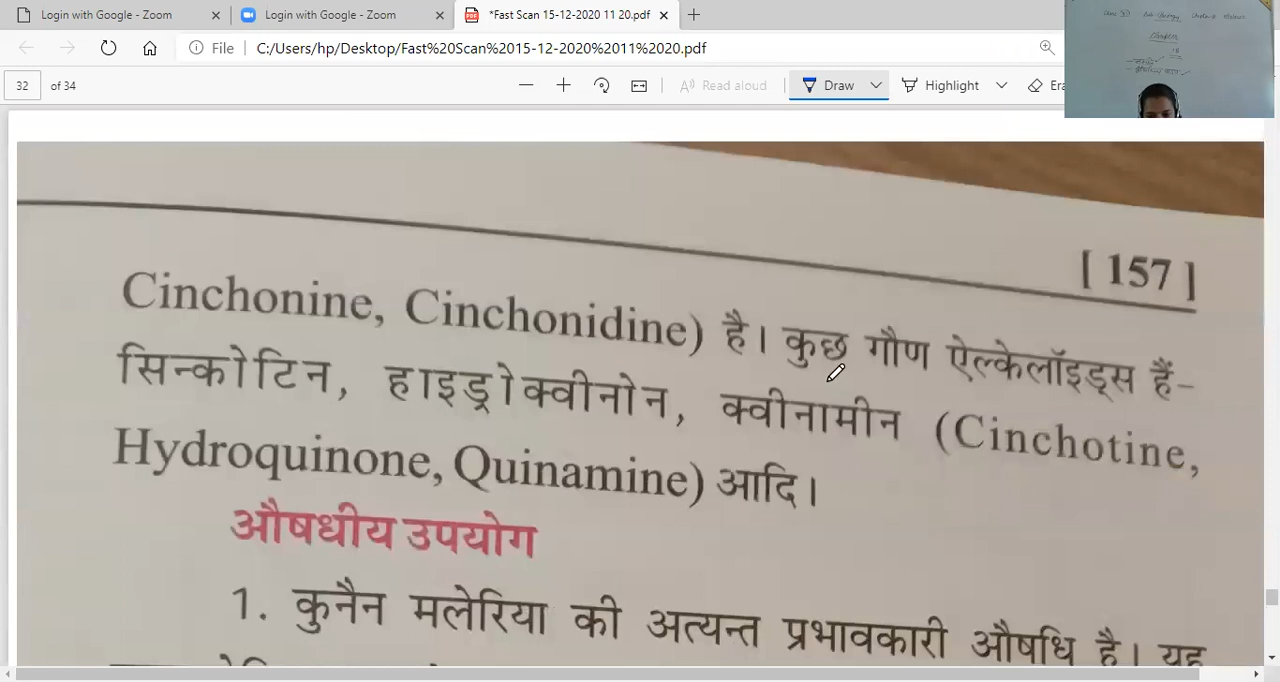 Login with Google - Zoom
Login with Google - Zoom
*Fast Scan 15-12-2020 11 20.pdf
File
C:/Users/hp/Desktop/Fast%20Scan%2015-12-2020%2011%2020.pdf
32
of 34
Read aloud
Draw
Highlight
Era
[ 157 ]
Cinchonine, Cinchonidine) है। कुछ गौण ऐल्केलॉइड्स हैं–
सिन्कोटिन, हाइड्रोक्वीनोन, क्वीनामीन (Cinchotine,
Hydroquinone, Quinamine) आदि।
औषधीय उपयोग
1. कुनैन मलेरिया की अत्यन्त प्रभावकारी औषधि है। यह